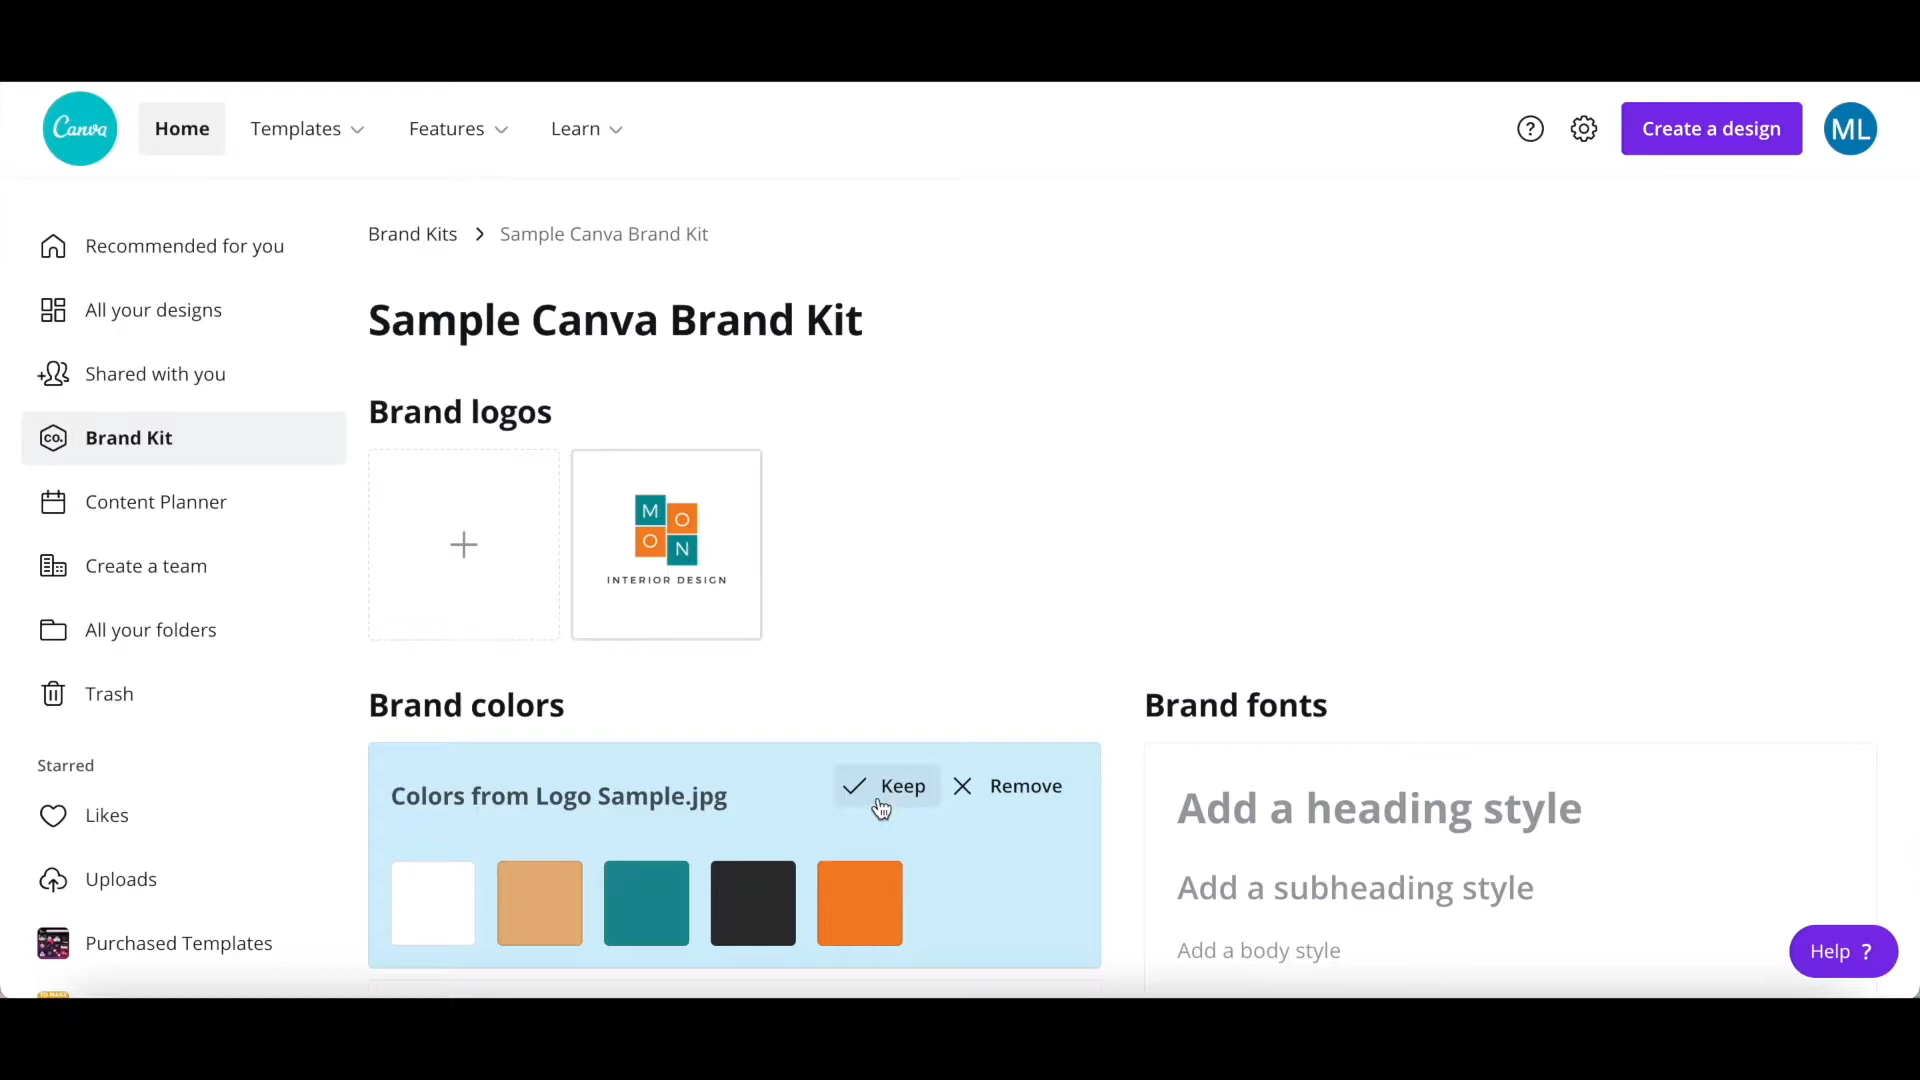 Canva
Home
Templates
Features
Learn
?
Create a design
ML
Recommended for you
All your designs
Shared with you
CO.
Brand Kit
Content Planner
Create a team
All your folders
Trash
Starred
Likes
Uploads
Purchased Templates
Brand Kits > Sample Canva Brand Kit
Sample Canva Brand Kit
Brand logos
+
M O
O N
INTERIOR DESIGN
Brand colors
Colors from Logo Sample.jpg
Keep
Remove
Brand fonts
Add a heading style
Add a subheading style
Add a body style
Help ?